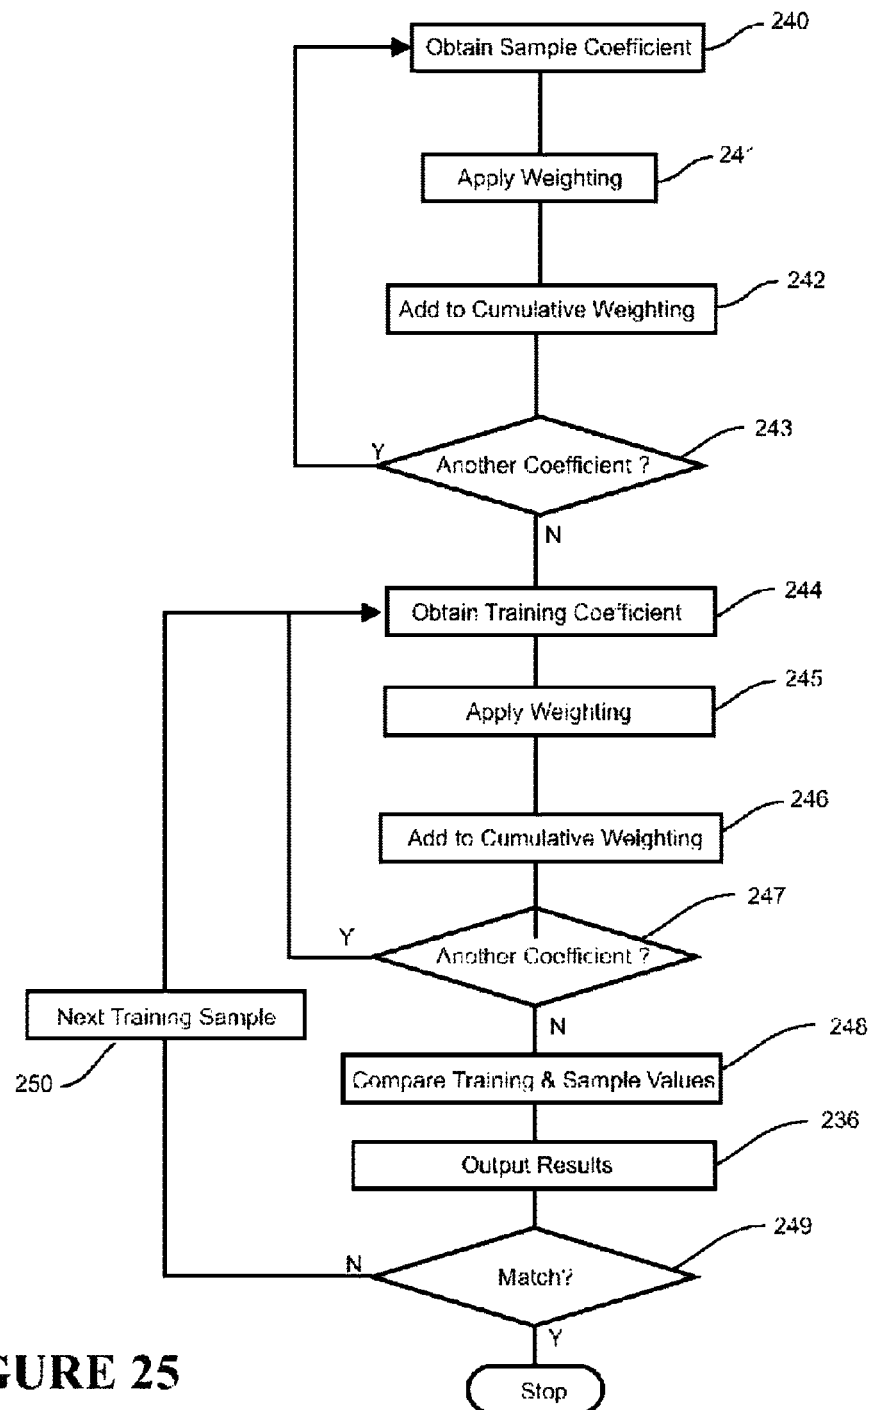 240
Obtain Sample Coefficient
Apply Weighting
242
Add to Cumulative Weighting
243
Y
Another Coefficient ?
N
244
Obtain Training Coefficient
245
Apply Weighting
246
Add to Cumulative Weighting
247
Y
Another Coefficient ?
N
Next Training Sample
250
248
Compare Training & Sample Values
236
Output Results
249
N
Match?
Y
GURE 25
Stop